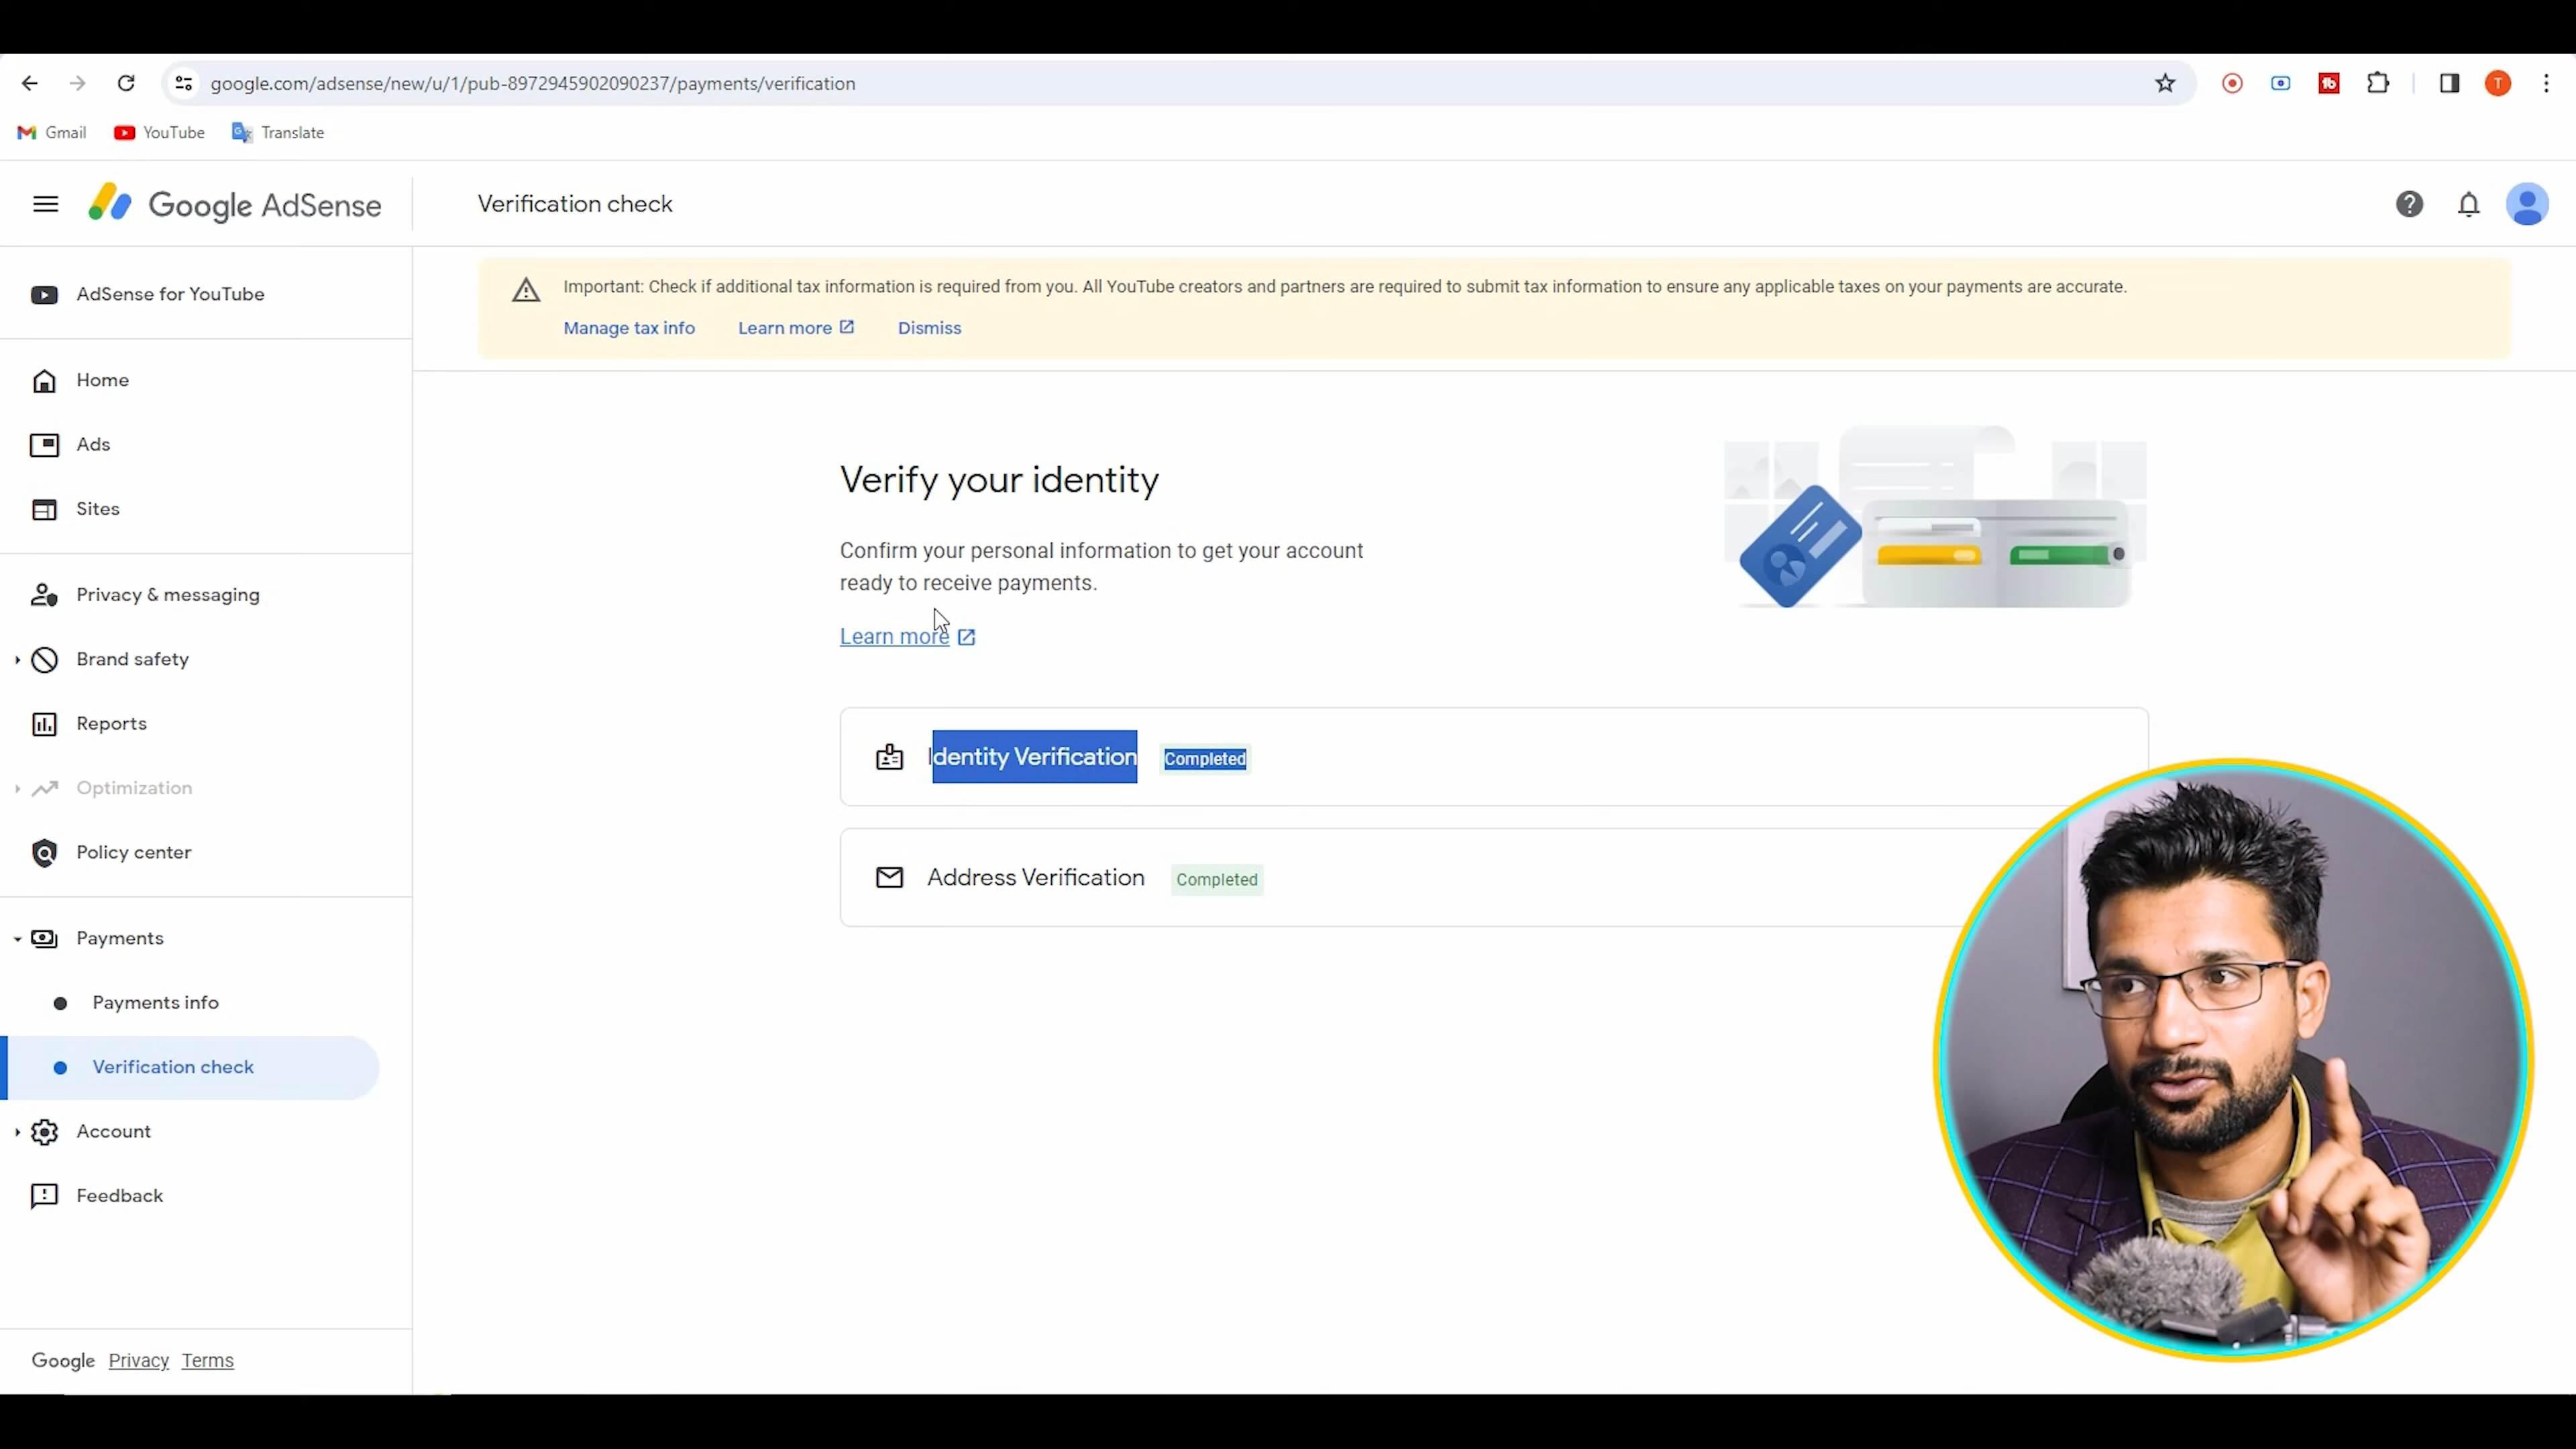 google.com/adsense/new/u/1/pub-8972945902090237/payments/verification
T
Gmail
YouTube
Translate
Google AdSense
Verification check
AdSense for YouTube
Home
Ads
Sites
Privacy & messaging
Brand safety
Reports
Optimization
Policy center
Payments
Payments info
Verification check
Account
Feedback
Google Privacy Terms
Important: Check if additional tax information is required from you. All YouTube creators and partners are required to submit tax information to ensure any applicable taxes on your payments are accurate.
Manage tax info Learn more Dismiss
Verify your identity
Confirm your personal information to get your account
ready to receive payments.
Learn more
Identity Verification Completed
Address Verification Completed